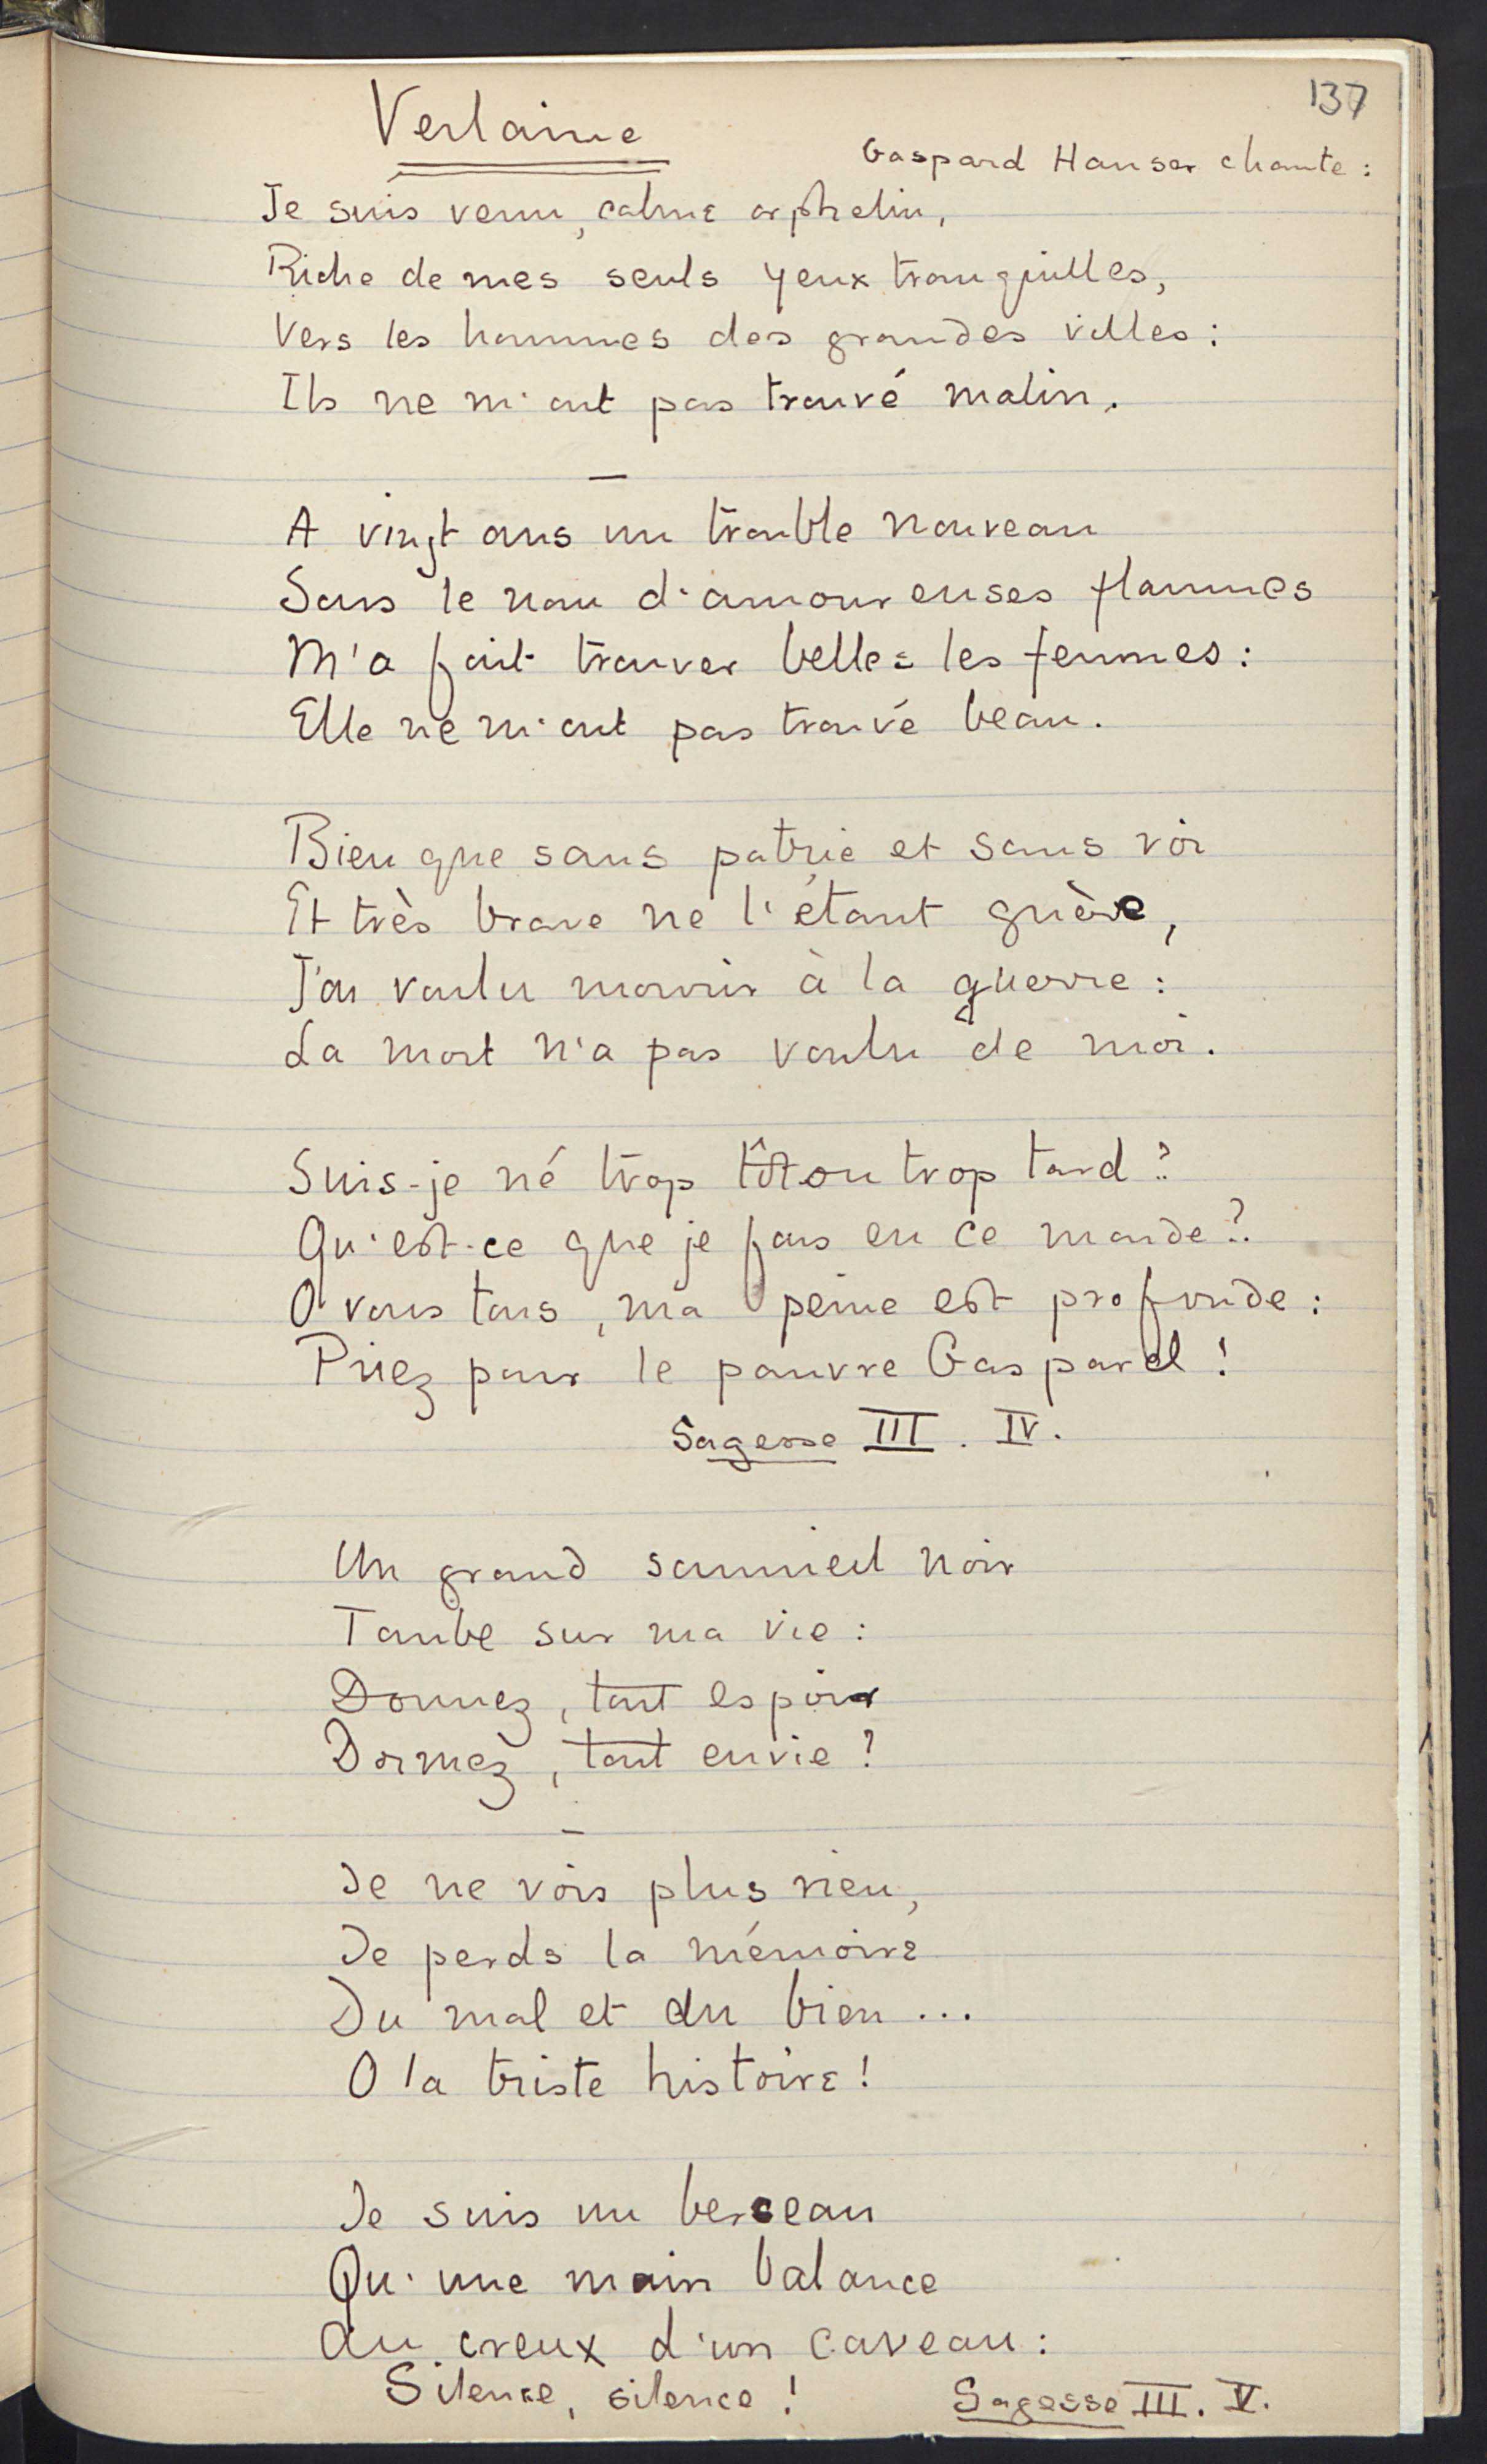 137
Verlaine
Gaspard Hauser chante :
Je suis venu, calme orphelin,
Riche de mes seuls yeux tranquilles,
Vers les hommes des grandes villes :
Ils ne m'ont pas trouvé malin.
—
A vingt ans un trouble nouveau
Sous le nom d'amoureuses flammes
M'a fait trouver belles les femmes :
Elle ne m'ont pas trouvé beau.
Bien que sans patrie et sans roi
Et très brave ne l'étant guère,
J'ai voulu mourir à la guerre :
La mort n'a pas voulu de moi.
Suis-je né trop tôt ou trop tard ?
Qu'est-ce que je fais en ce monde ?
O vous tous, ma peine est profonde :
Priez pour le pauvre Gaspard !
Sagesse III. IV.
Un grand sommeil noir
Tombe sur ma vie :
Dormez, tout espoir
Dormez, tout envie ?
—
Je ne vois plus rien,
Je perds la mémoire
Du mal et du bien ...
O la triste histoire !
Je suis un berceau
Qu'une main balance
Au creux d'un caveau :
Silence, silence !
Sagesse III. V.